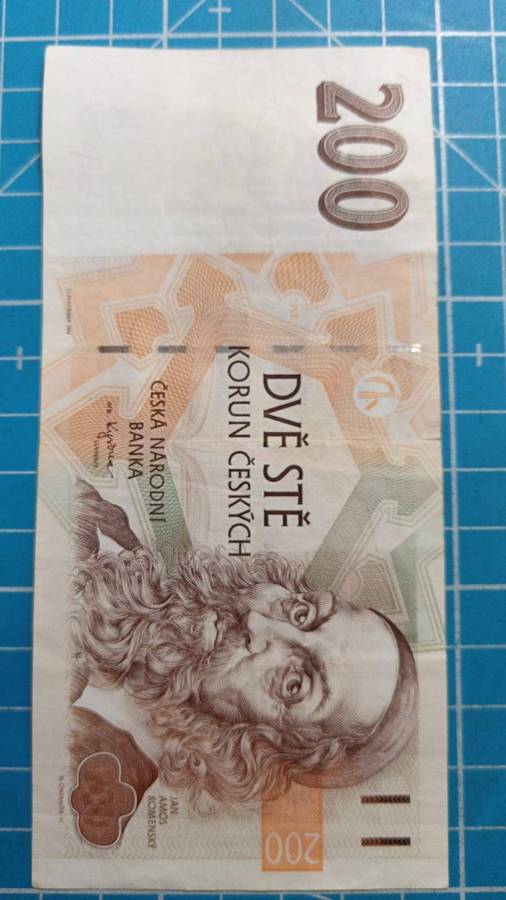 200
DVĚ STĚ
KORUN ČESKÝCH
ČESKÁ NÁRODNÍ
BANKA
JAN
AMOS
KOMENSKÝ
200